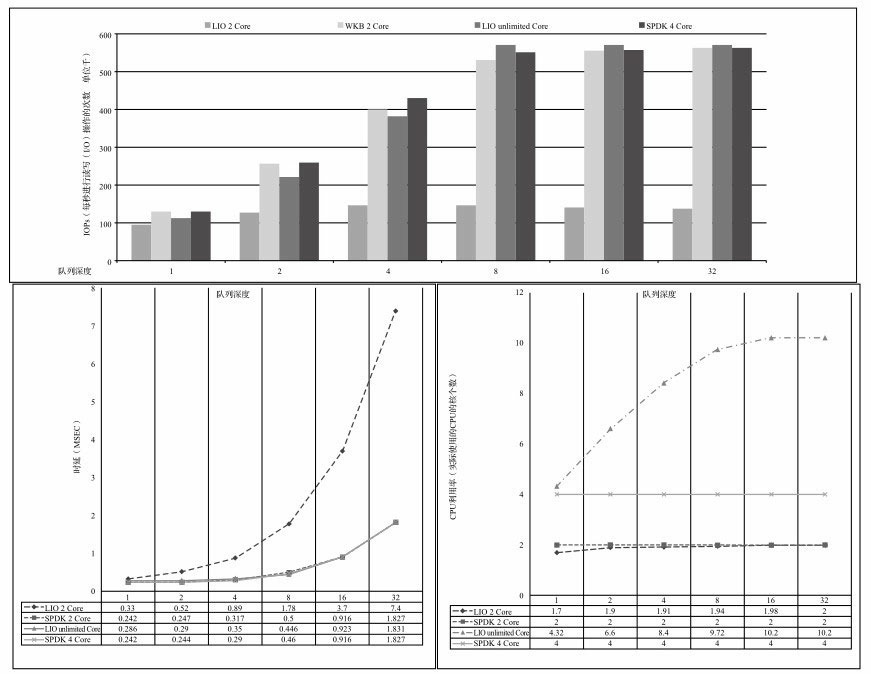 LIO 2 Core WKB 2 Core LIO unlimited Core SPDK 4 Core
IOPs（每秒进行读写（I/O）操作的次数 单位千）
600
500
400
300
200
100
0
队列深度 1 2 4 8 16 32
队列深度
时延（MSEC）
8
7
6
5
4
3
2
1
0
1 2 4 8 16 32
LIO 2 Core 0.33 0.52 0.89 1.78 3.7 7.4
SPDK 2 Core 0.242 0.247 0.317 0.5 0.916 1.827
LIO unlimited Core 0.286 0.29 0.35 0.446 0.923 1.831
SPDK 4 Core 0.242 0.244 0.29 0.46 0.916 1.827
队列深度
CPU利用率（实际使用的CPU的核个数）
12
10
8
6
4
2
0
1 2 4 8 16 32
LIO 2 Core 1.7 1.9 1.91 1.94 1.98 2
SPDK 2 Core 2 2 2 2 2 2
LIO unlimited Core 4.32 6.6 8.4 9.72 10.2 10.2
SPDK 2 Core 4 4 4 4 4 4